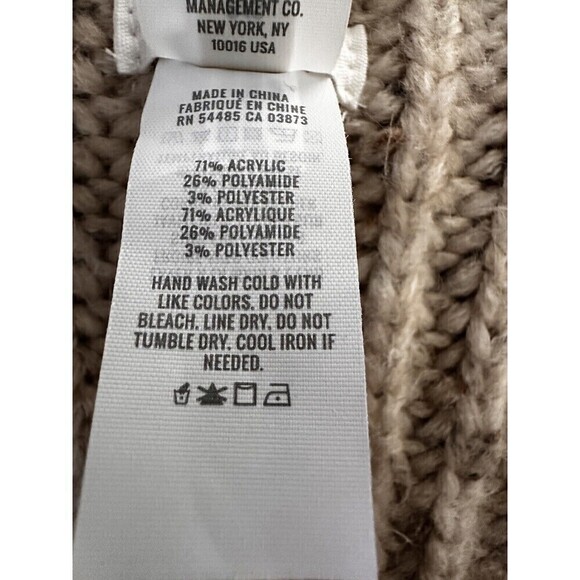 MANAGEMENT CO.
NEW YORK, NY
10016 USA
MADE IN CHINA
FABRIQUÉ EN CHINE
RN 54485 CA 03873
71% ACRYLIC
26% POLYAMIDE
3% POLYESTER
71% ACRYLIQUE
26% POLYAMIDE
3% POLYESTER
HAND WASH COLD WITH
LIKE COLORS. DO NOT
BLEACH. LINE DRY. DO NOT
TUMBLE DRY. COOL IRON IF
NEEDED.